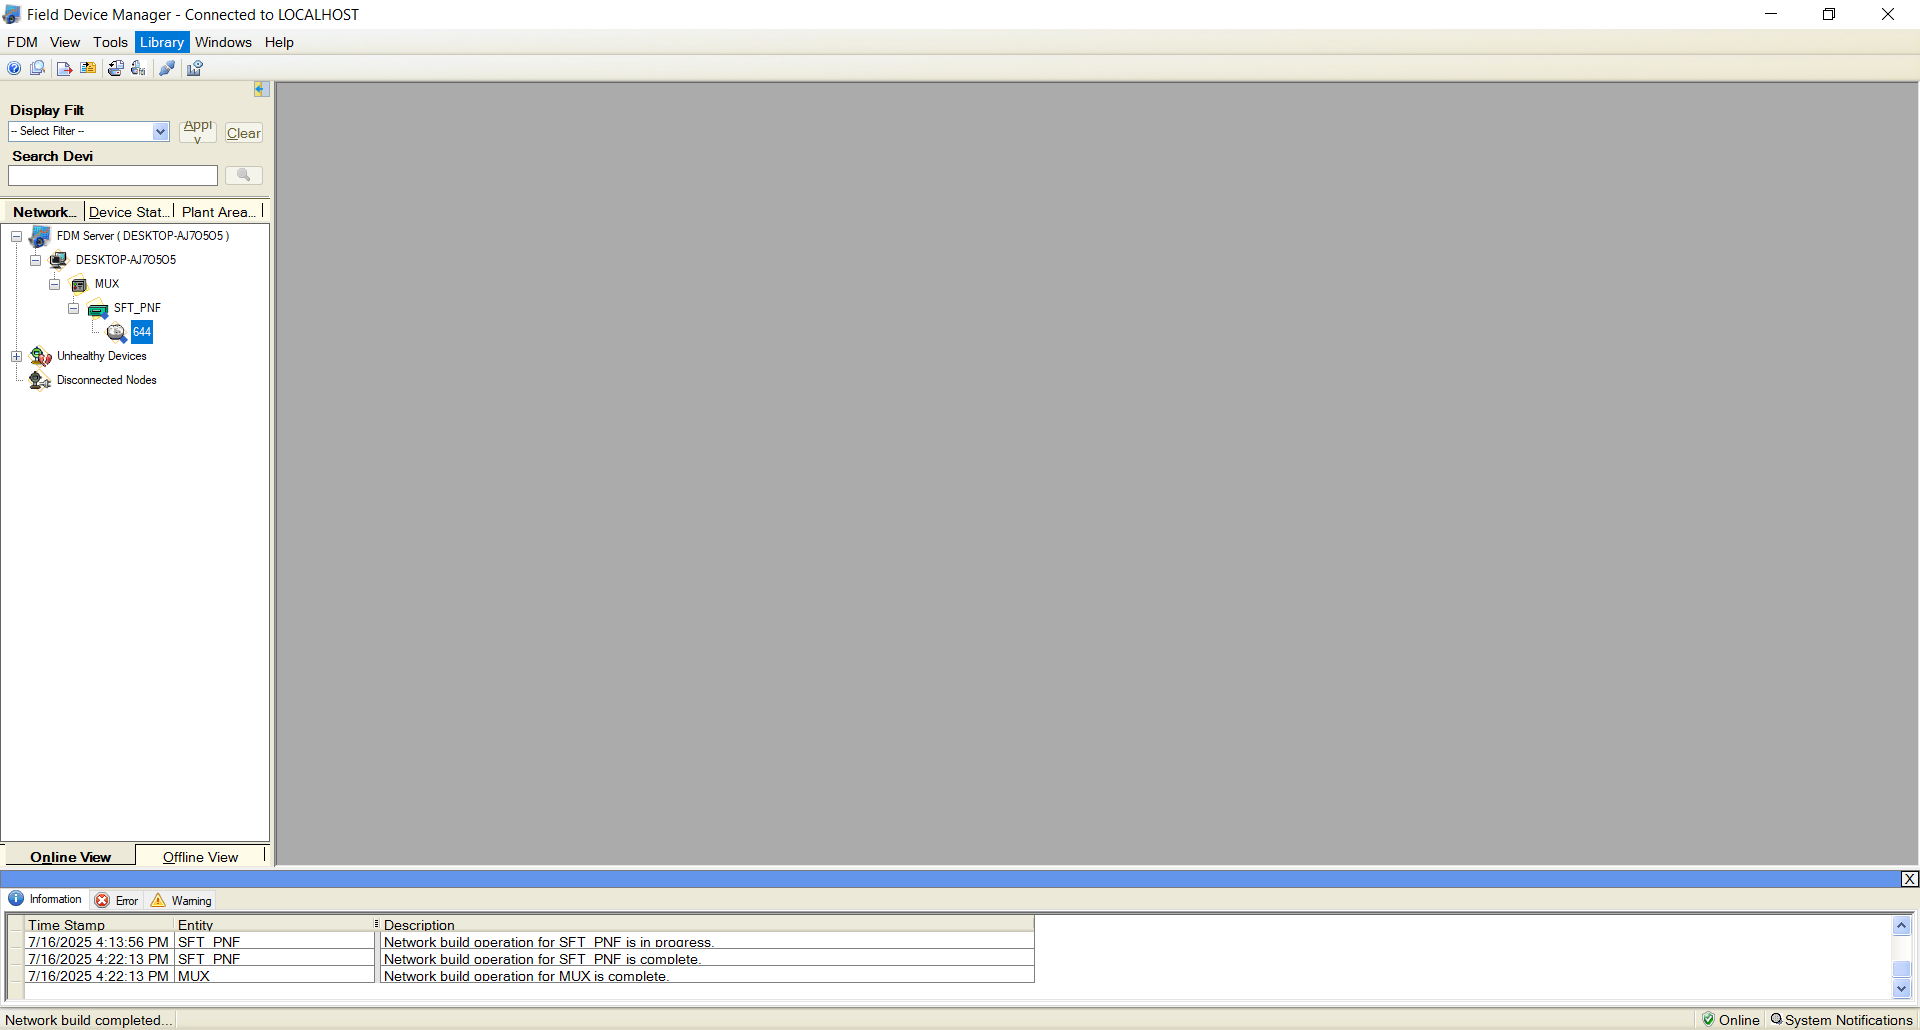 Field Device Manager - Connected to LOCALHOST
FDM View Tools Library Windows Help
Display Filt
-- Select Filter --
Appl
y
Clear
Search Devi
Network... Device Stat... Plant Area...
FDM Server ( DESKTOP-AJ7O5O5 )
DESKTOP-AJ7O5O5
MUX
SFT_PNF
644
Unhealthy Devices
Disconnected Nodes
Online View Offline View
X
Information Error Warning
Time Stamp Entity Description
7/16/2025 4:13:56 PM SFT_PNF Network build operation for SFT_PNF is in progress.
7/16/2025 4:22:13 PM SFT_PNF Network build operation for SFT_PNF is complete.
7/16/2025 4:22:13 PM MUX Network build operation for MUX is complete.
Network build completed... Online System Notifications